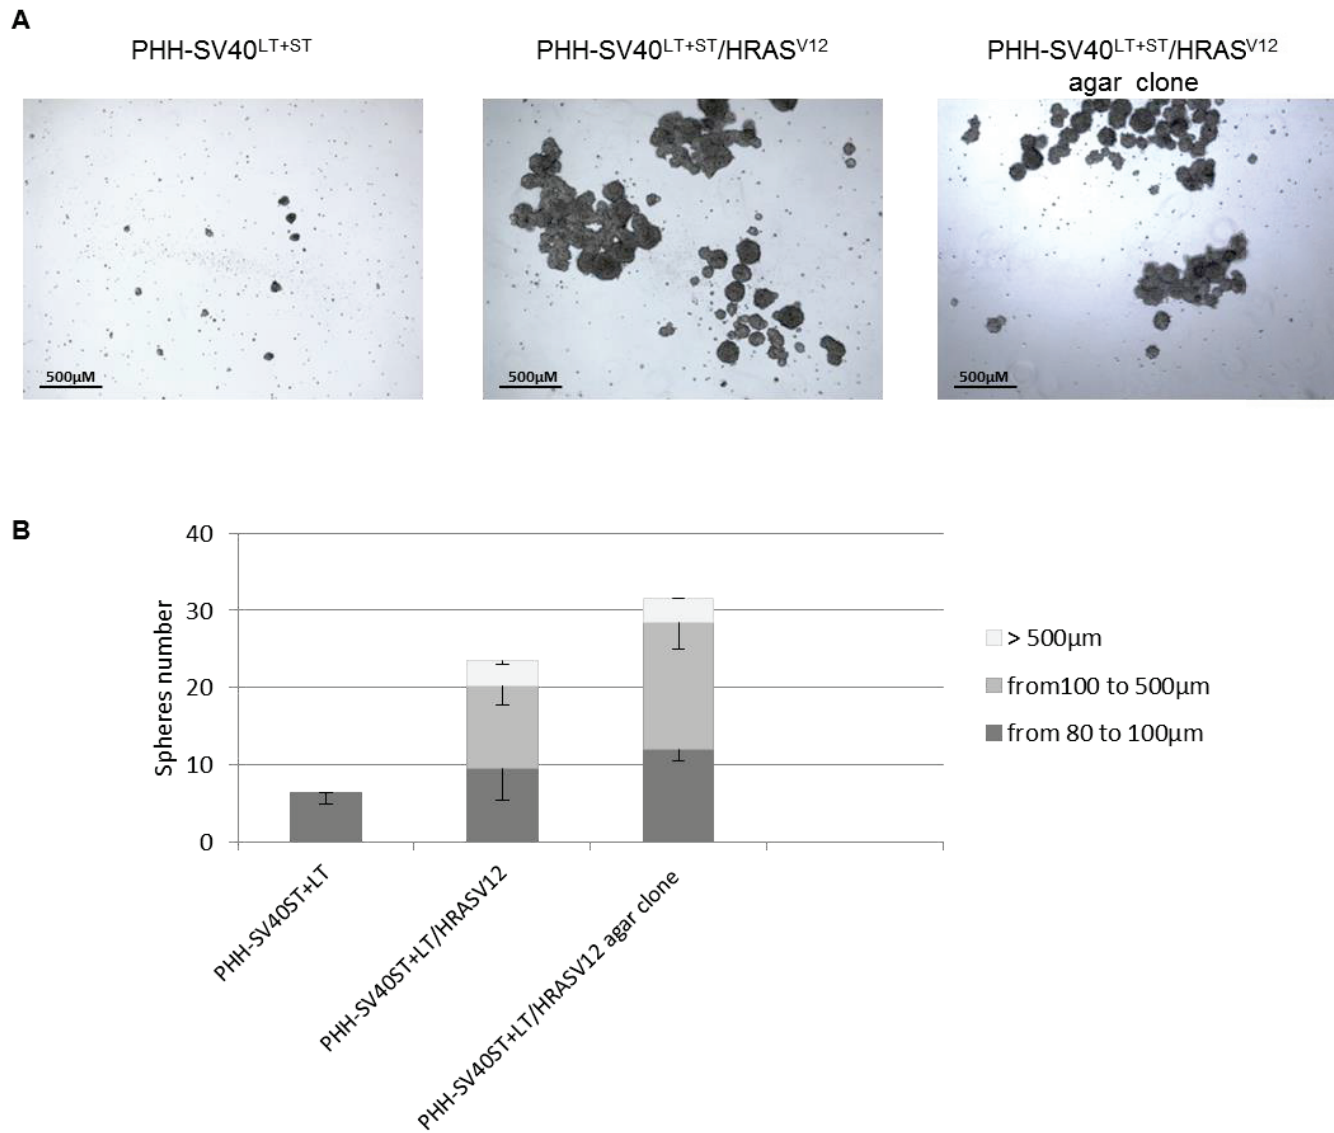 A
PHH-SV40LT+ST
PHH-SV40LT+ST/HRASV12
PHH-SV40LT+ST/HRASV12
agar clone
500µM
500µM
500µM
B
40
30
20
10
0
Spheres number
PHH-SV40ST+LT
PHH-SV40ST+LT/HRASV12
PHH-SV40ST+LT/HRASV12 agar clone
> 500µm
from100 to 500µm
from 80 to 100µm